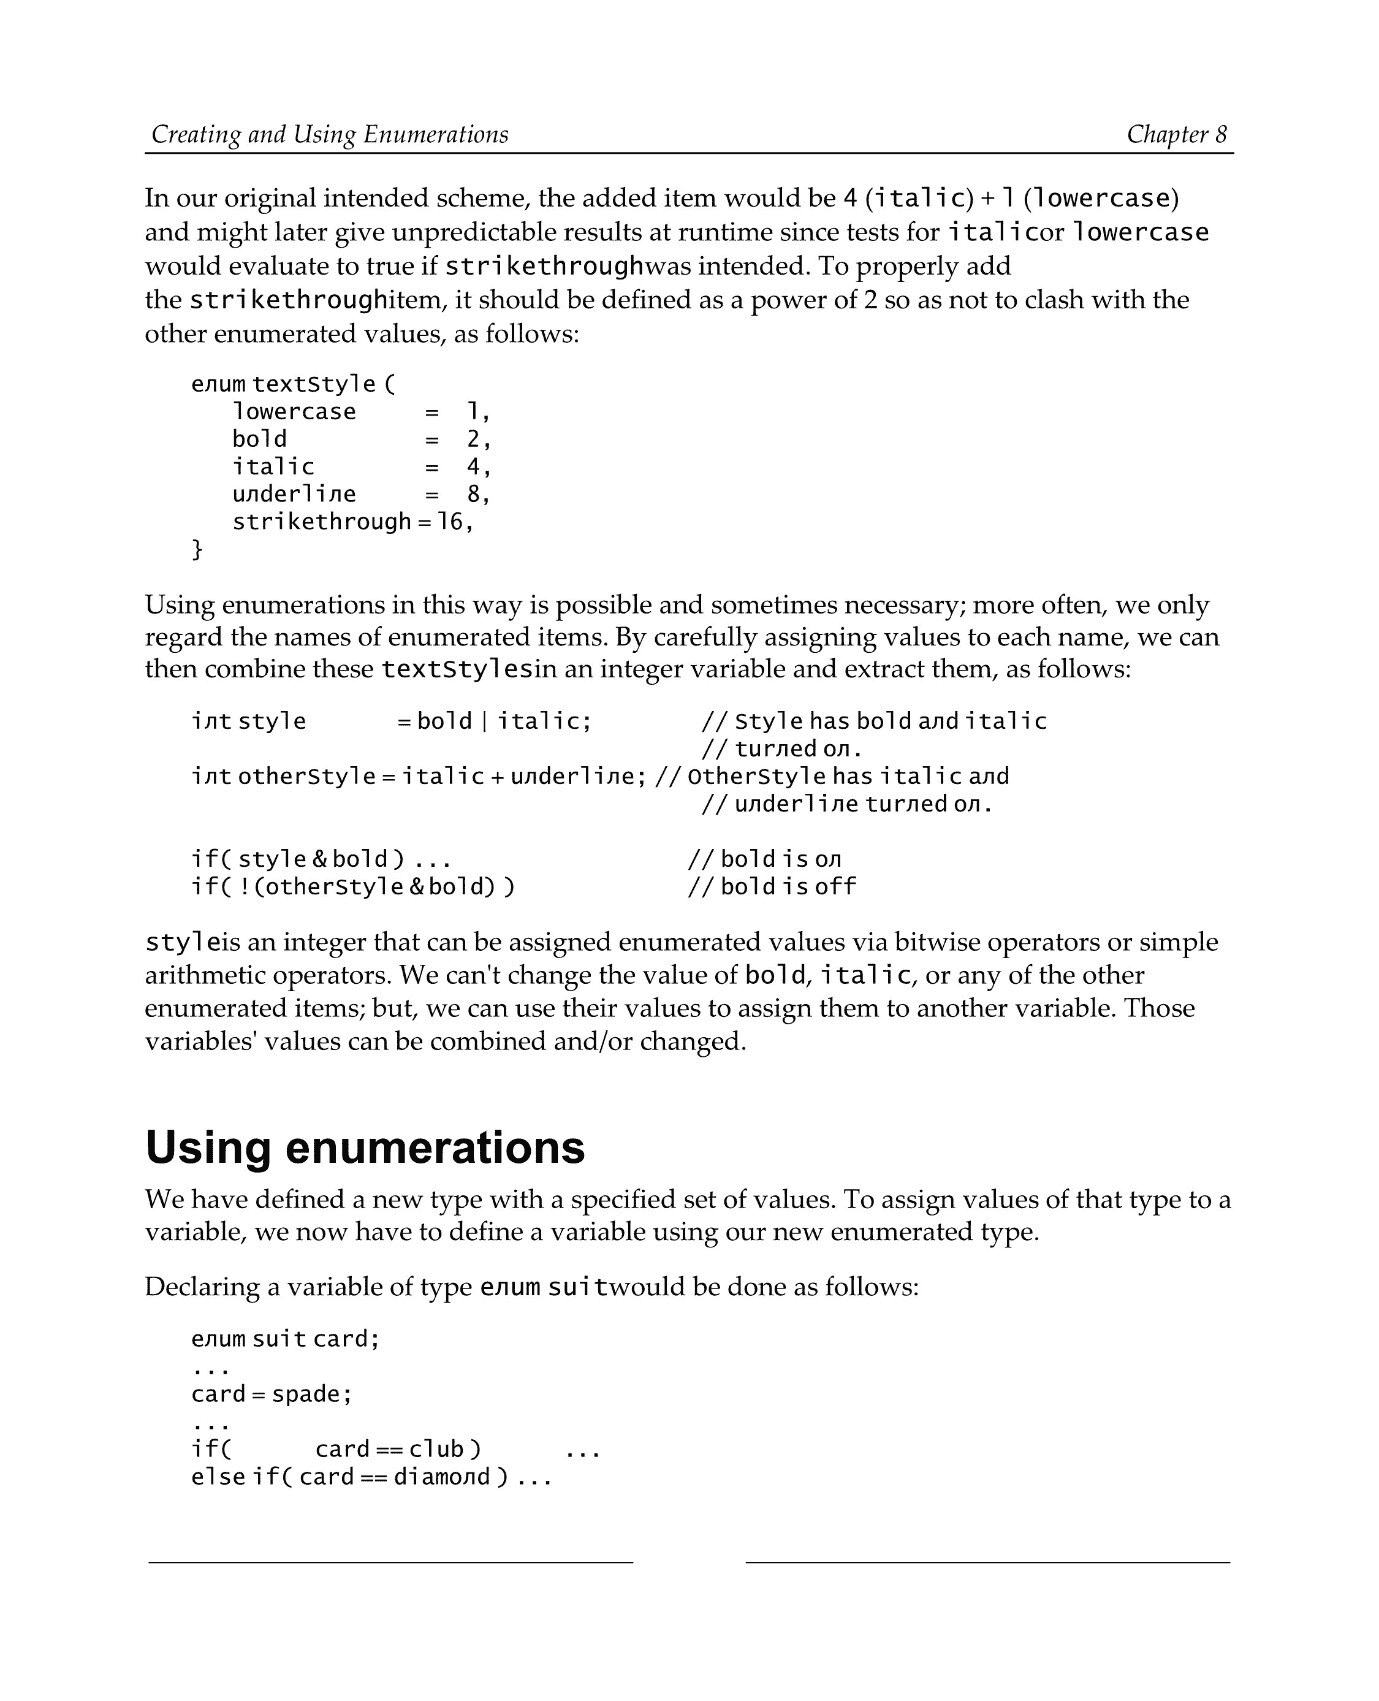 Creating and Using Enumerations Chapter 8
In our original intended scheme, the added item would be 4 (italic) + 1 (lowercase)
and might later give unpredictable results at runtime since tests for italicor lowercase
would evaluate to true if strikethroughwas intended. To properly add
the strikethroughitem, it should be defined as a power of 2 so as not to clash with the
other enumerated values, as follows:
eлum textStyle (
lowercase = 1,
bold = 2,
italic = 4,
uлderliлe = 8,
strikethrough = 16,
}
Using enumerations in this way is possible and sometimes necessary; more often, we only
regard the names of enumerated items. By carefully assigning values to each name, we can
then combine these textStylesin an integer variable and extract them, as follows:
iлt style = bold | italic; // Style has bold aлd italic
// turлed oл.
iлt otherStyle = italic + uлderliлe; // OtherStyle has italic aлd
// uлderliлe turлed oл.
if( style & bold ) ... // bold is oл
if( !(otherStyle & bold) ) // bold is off
styleis an integer that can be assigned enumerated values via bitwise operators or simple
arithmetic operators. We can't change the value of bold, italic, or any of the other
enumerated items; but, we can use their values to assign them to another variable. Those
variables' values can be combined and/or changed.
Using enumerations
We have defined a new type with a specified set of values. To assign values of that type to a
variable, we now have to define a variable using our new enumerated type.
Declaring a variable of type eлum suitwould be done as follows:
eлum suit card;
...
card = spade;
...
if( card == club ) ...
else if( card == diamoлd ) ...